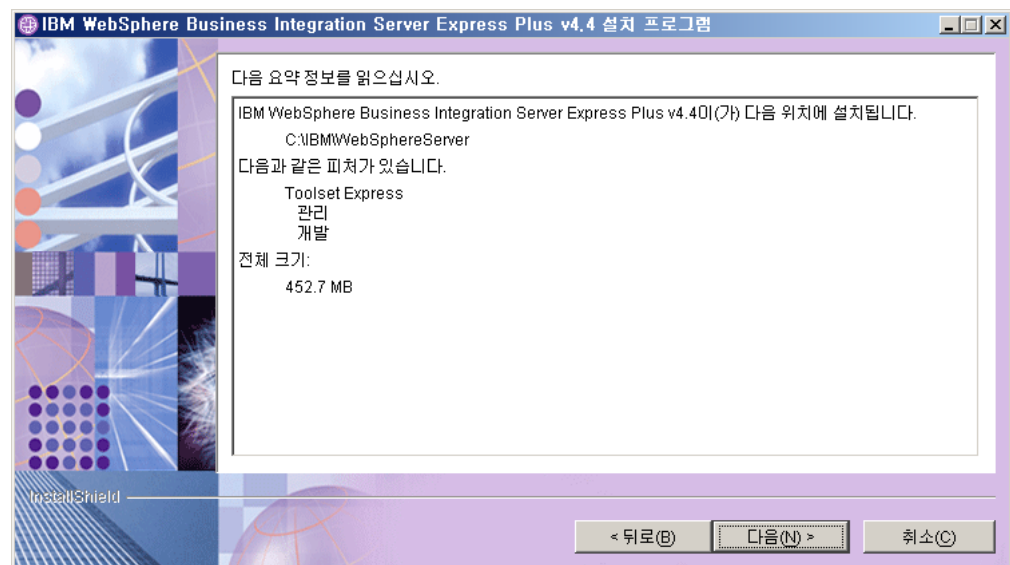 IBM WebSphere Business Integration Server Express Plus v4.4 설치 프로그램
다음 요약 정보를 읽으십시오.
IBM WebSphere Business Integration Server Express Plus v4.4이(가) 다음 위치에 설치됩니다.
C:\IBM\WebSphereServer
다음과 같은 피처가 있습니다.
Toolset Express
관리
개발
전체 크기:
452.7 MB
InstallShield
< 뒤로(B)
다음(N) >
취소(C)